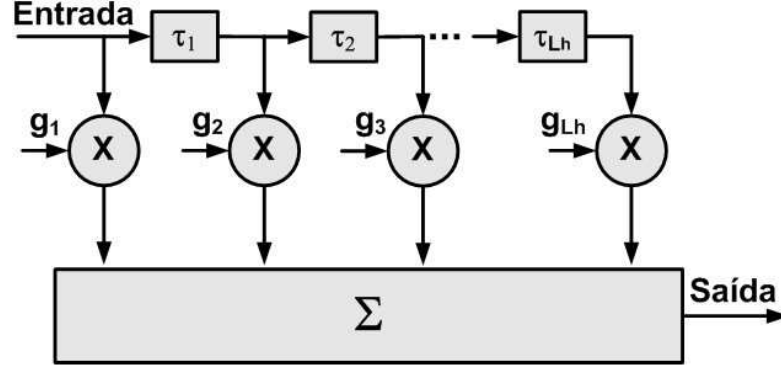 Entrada
τ1 τ2 ... τLh
g1 g2 g3 gLh
X X X X
Σ
Saída